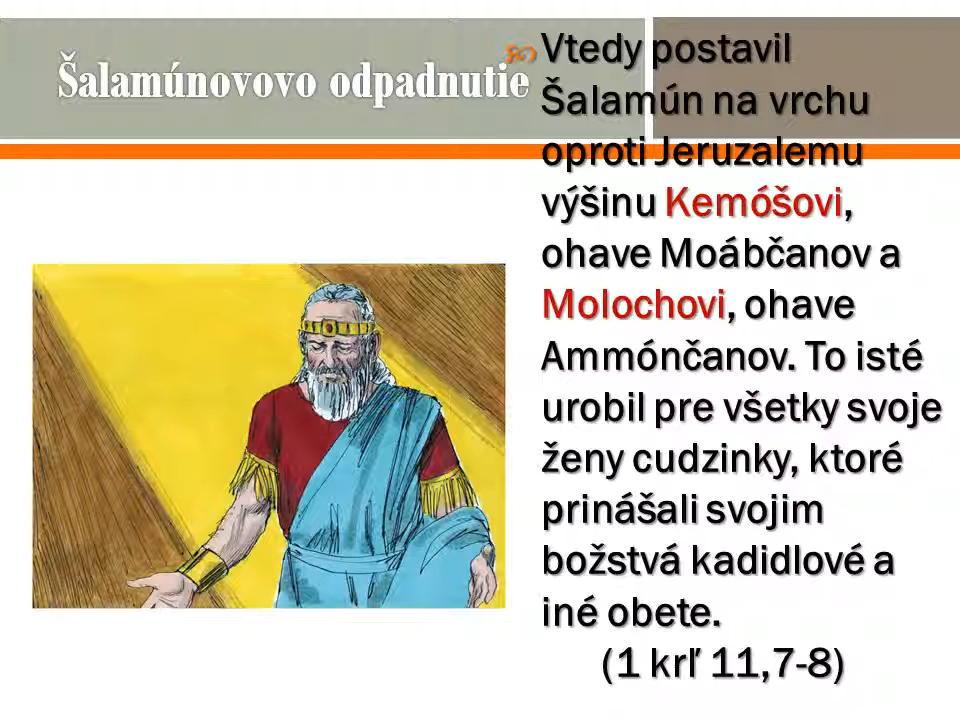 Šalamúnovovo odpadnutie
Vtedy postavil
Šalamún na vrchu
oproti Jeruzalemu
výšinu Kemóšovi,
ohave Moábčanov a
Molochovi, ohave
Ammónčanov. To isté
urobil pre všetky svoje
ženy cudzinky, ktoré
prinášali svojim
božstvá kadidlové a
iné obete.
(1 krľ 11,7-8)